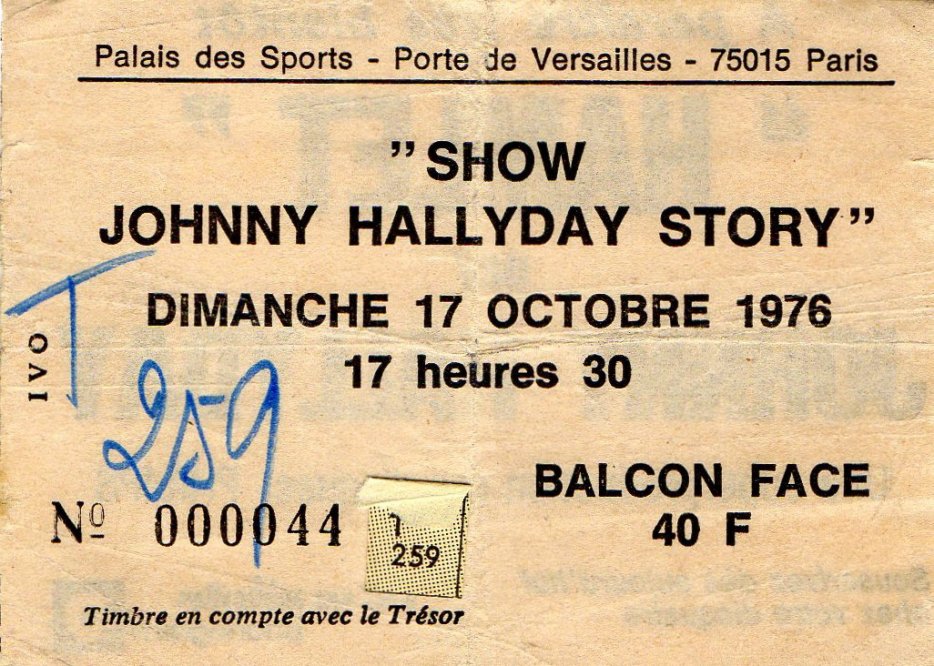 Palais des Sports - Porte de Versailles - 75015 Paris
"SHOW
JOHNNY HALLYDAY STORY"
DIMANCHE 17 OCTOBRE 1976
17 heures 30
IVO
T
259
BALCON FACE
40 F
Nº 000044
1
259
Timbre en compte avec le Trésor